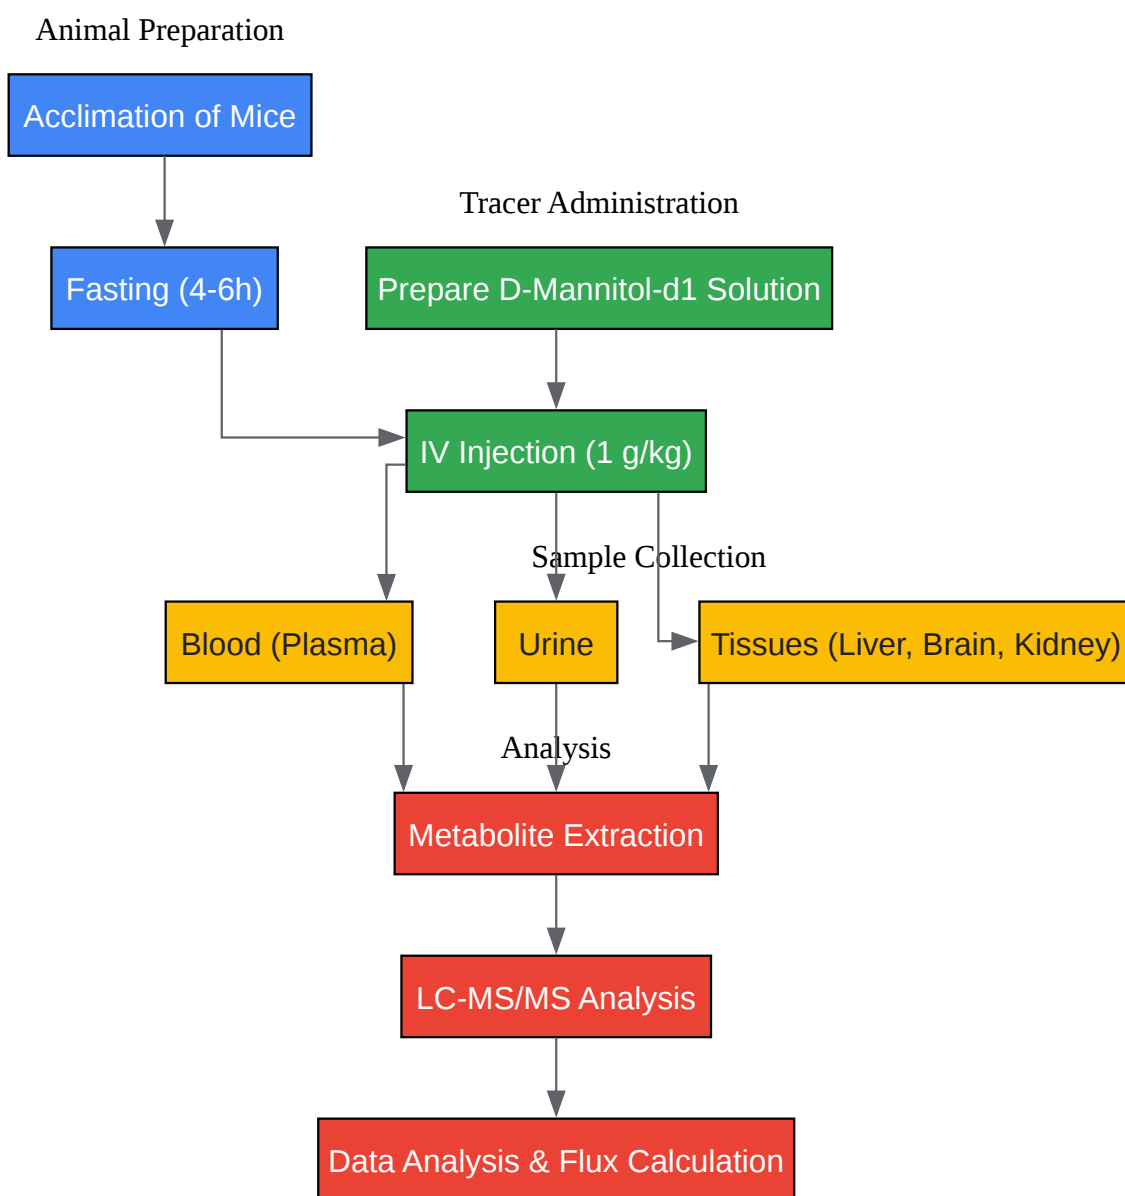 Animal Preparation
Acclimation of Mice
Tracer Administration
Fasting (4-6h)
Prepare D-Mannitol-d1 Solution
IV Injection (1 g/kg)
Sample Collection
Blood (Plasma)
Urine
Tissues (Liver, Brain, Kidney)
Analysis
Metabolite Extraction
LC-MS/MS Analysis
Data Analysis & Flux Calculation